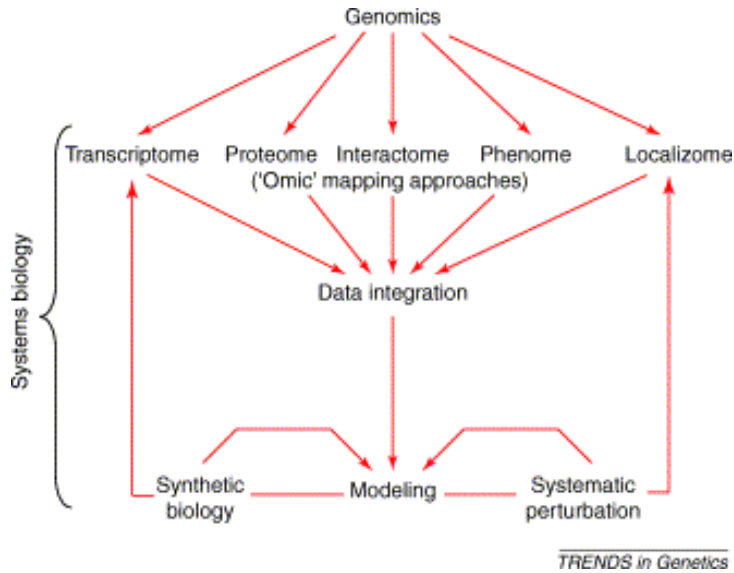 Genomics
Transcriptome Proteome Interactome Phenome Localizome
('Omic' mapping approaches)
Systems biology
Data integration
Synthetic biology
Modeling
Systematic perturbation
TRENDS in Genetics